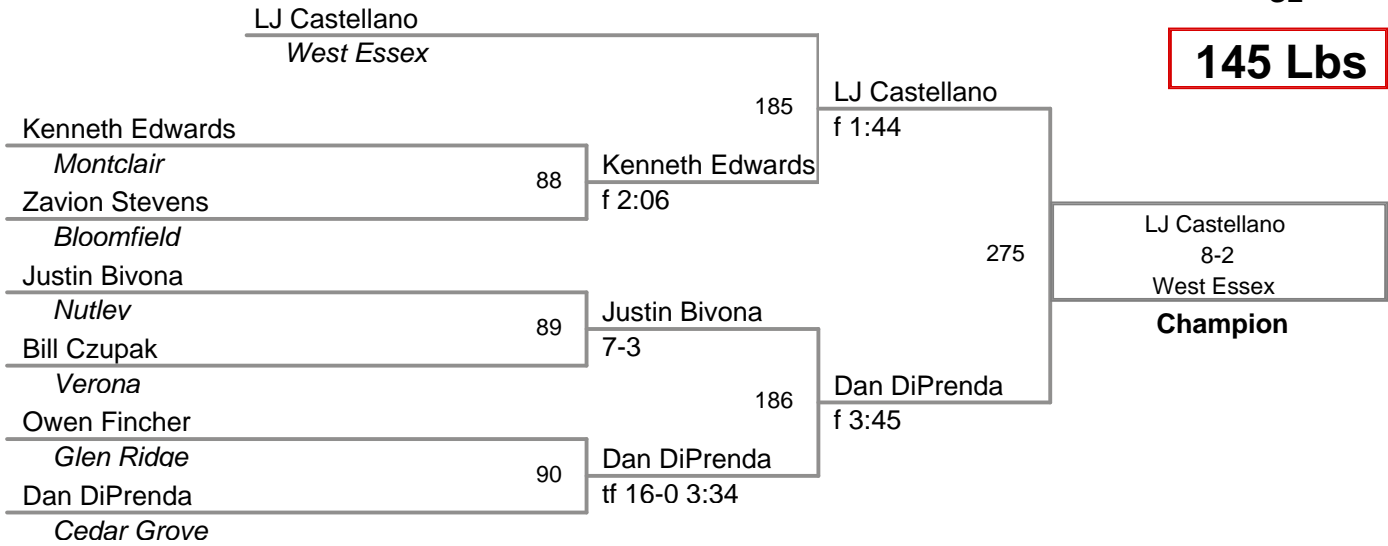 LJ Castellano
West Essex
145 Lbs
185
LJ Castellano
f 1:44
Kenneth Edwards
Montclair
88
Kenneth Edwards
f 2:06
Zavion Stevens
Bloomfield
275
LJ Castellano
8-2
West Essex
Champion
Justin Bivona
Nutley
89
Justin Bivona
7-3
Bill Czupak
Verona
186
Dan DiPrenda
f 3:45
Owen Fincher
Glen Ridge
90
Dan DiPrenda
tf 16-0 3:34
Dan DiPrenda
Cedar Grove